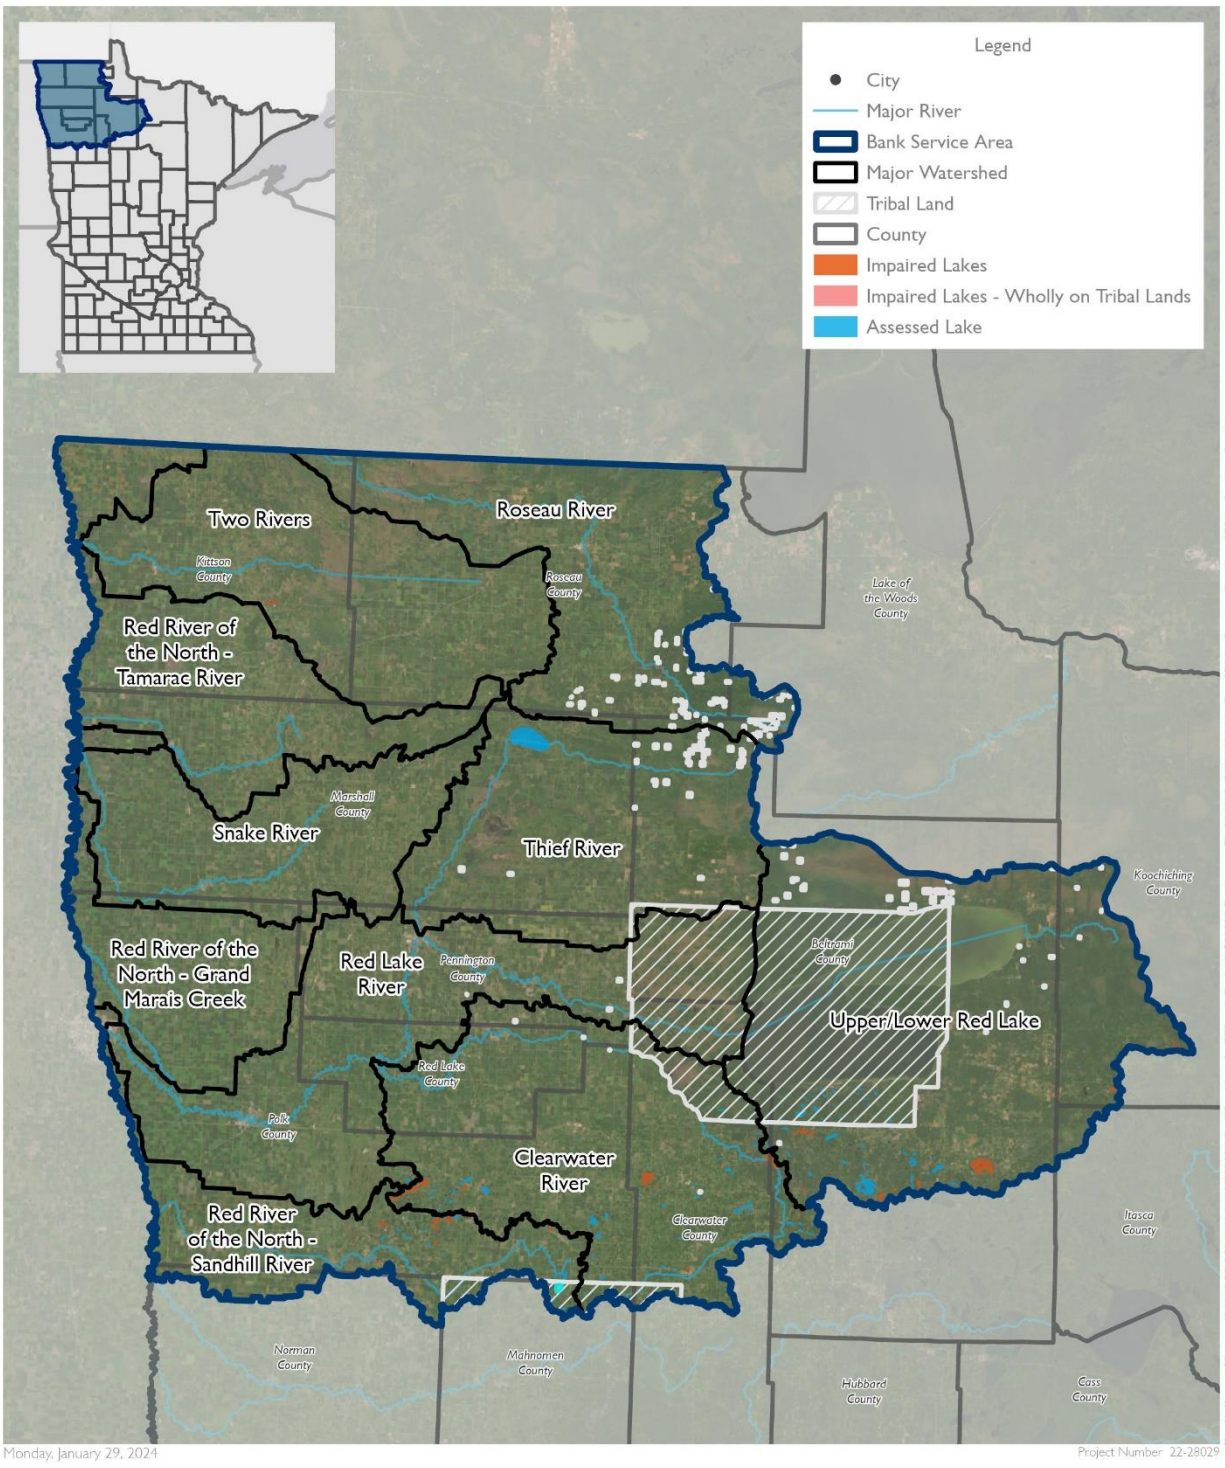 Legend
City
Major River
Bank Service Area
Major Watershed
Tribal Land
County
Impaired Lakes
Impaired Lakes - Wholly on Tribal Lands
Assessed Lake
Two Rivers
Roseau River
Kittson
County
Roseau
County
Lake of
the Woods
County
Red River of
the North -
Tamarac River
Marshall
County
Snake River
Thief River
Koochiching
County
Red River of the
North - Grand
Marais Creek
Red Lake
River
Pennington
County
Beltrami
County
Upper/Lower Red Lake
Red Lake
County
Polk
County
Clearwater
River
Red River
of the North -
Sandhill River
Clearwater
County
Itasca
County
Norman
County
Mahnomen
County
Hubbard
County
Cass
County
Monday, January 29, 2024
Project Number 22-28029